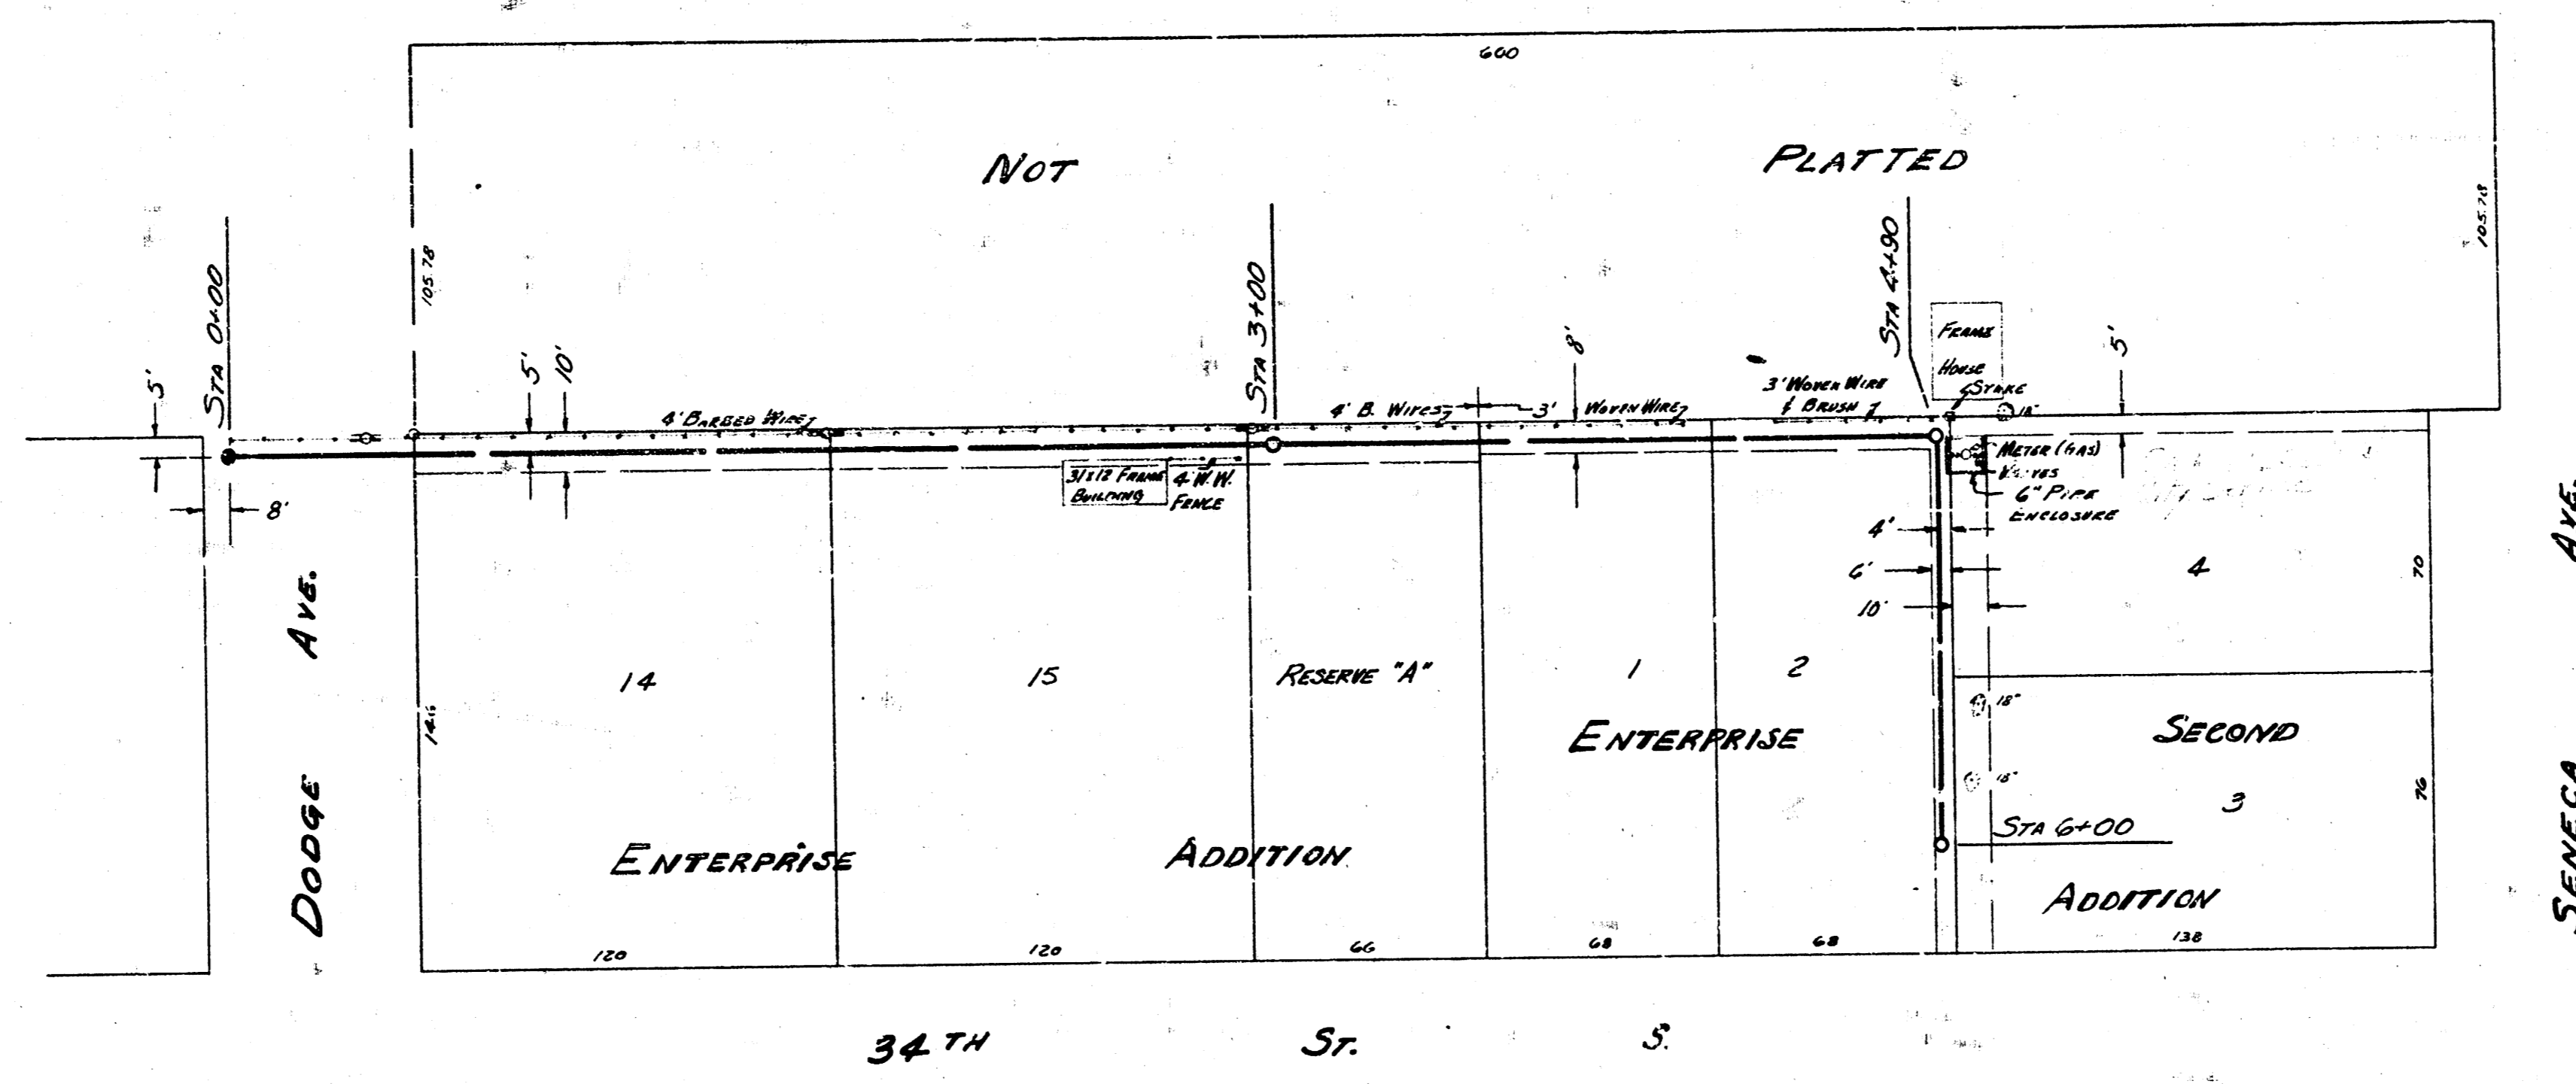 600
NOT
PLATTED
105.78
105.78
STA 0+00
STA 3+00
STA 4+90
5'
5'
10'
8'
5'
8'
FRAME
HOUSE
STAKE
18"
4' BARBED WIRE
4' B. WIRES
3'
WOVEN WIRE
3' WOVEN WIRE
& BRUSH
31x12 FRAME
BUILDING
4' W.W.
FENCE
METER (GAS)
VALVES
6" PIPE
ENCLOSURE
4'
6'
10'
DODGE AVE.
SENECA AVE.
14
15
RESERVE "A"
1
2
4
70
146
18"
18"
ENTERPRISE
SECOND
3
76
STA 6+00
ENTERPRISE
ADDITION
ADDITION
120
120
66
68
68
138
34TH ST. S.